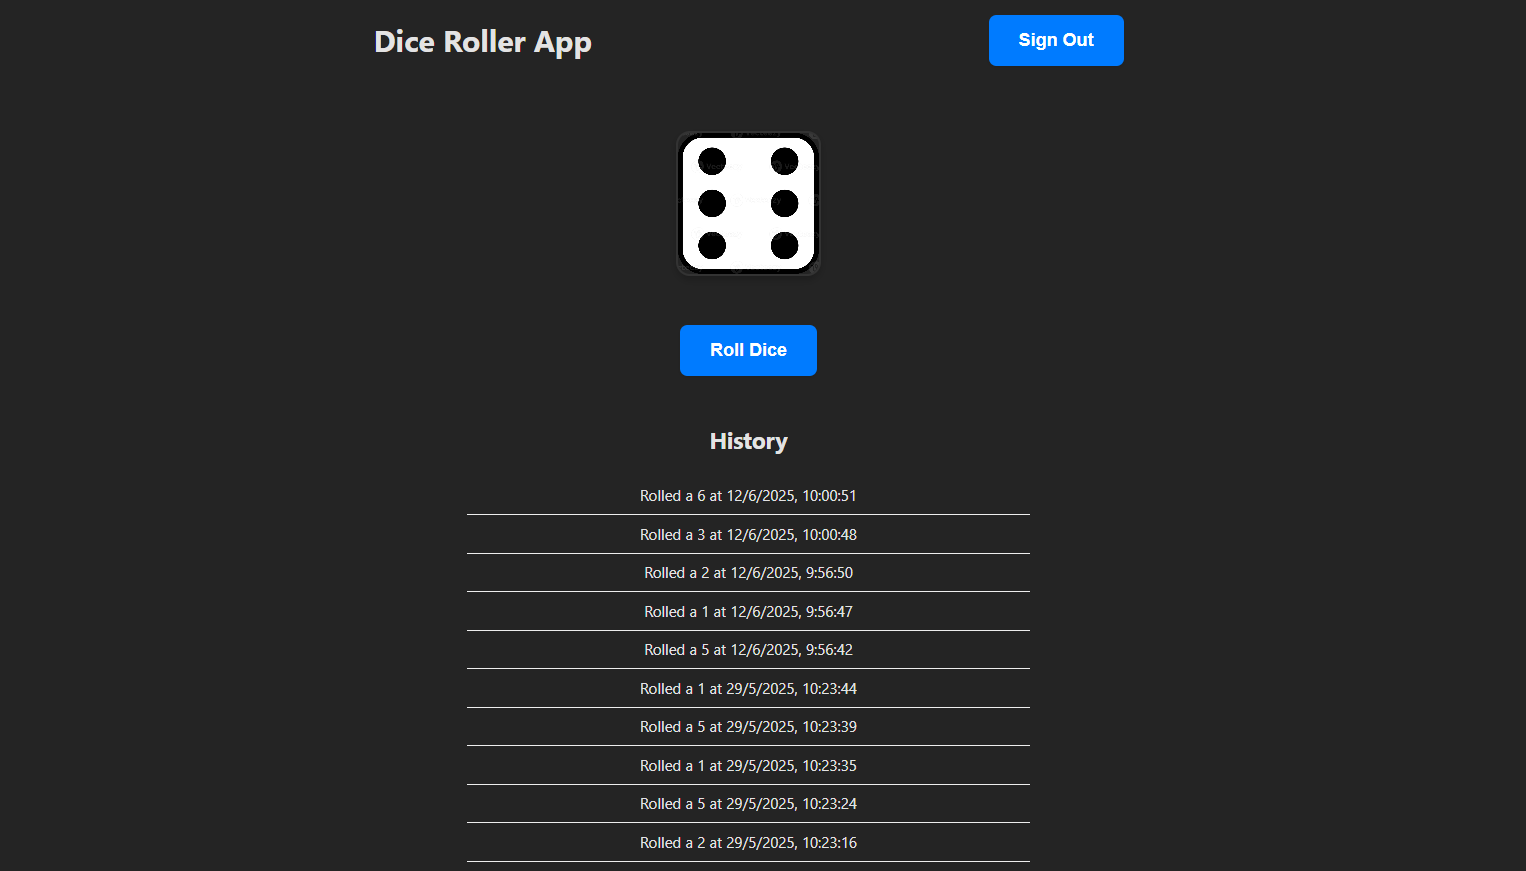 Dice Roller App
Sign Out
Roll Dice
History
Rolled a 6 at 12/6/2025, 10:00:51
Rolled a 3 at 12/6/2025, 10:00:48
Rolled a 2 at 12/6/2025, 9:56:50
Rolled a 1 at 12/6/2025, 9:56:47
Rolled a 5 at 12/6/2025, 9:56:42
Rolled a 1 at 29/5/2025, 10:23:44
Rolled a 5 at 29/5/2025, 10:23:39
Rolled a 1 at 29/5/2025, 10:23:35
Rolled a 5 at 29/5/2025, 10:23:24
Rolled a 2 at 29/5/2025, 10:23:16